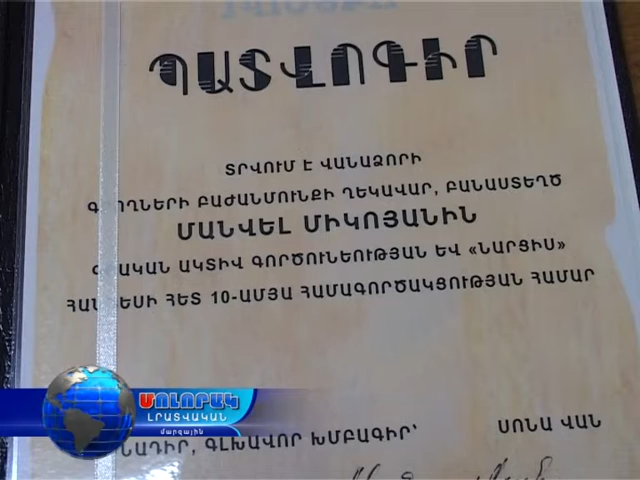 ՊԱՏՎՈԳԻՐ
ՏՐՎՈՒՄ Է ՎԱՆԱՁՈՐԻ
ԲԱԺԱՆՄՈՒՆՔԻ ՂԵԿԱՎԱՐ, ԲԱՆԱՍՏԵՂԾ
ՄԱՆՎԵԼ ՄԻԿՈՅԱՆԻՆ
ԱԿՏԻՎ ԳՈՐԾՈՒՆԵՈՒԹՅԱՆ ԵՎ «ՆԱՐՑԻՍ»
ՀԵՏ 10-ԱՄՅԱ ՀԱՄԱԳՈՐԾԱԿՑՈՒԹՅԱՆ ՀԱՄԱՐ
ՄՈԼՈՐԱԿ
ԼՐԱՏՎԱԿԱՆ
մարզային
ԳԼԽԱՎՈՐ ԽՄԲԱԳԻՐ՝ ՍՈՆԱ ՎԱՆ